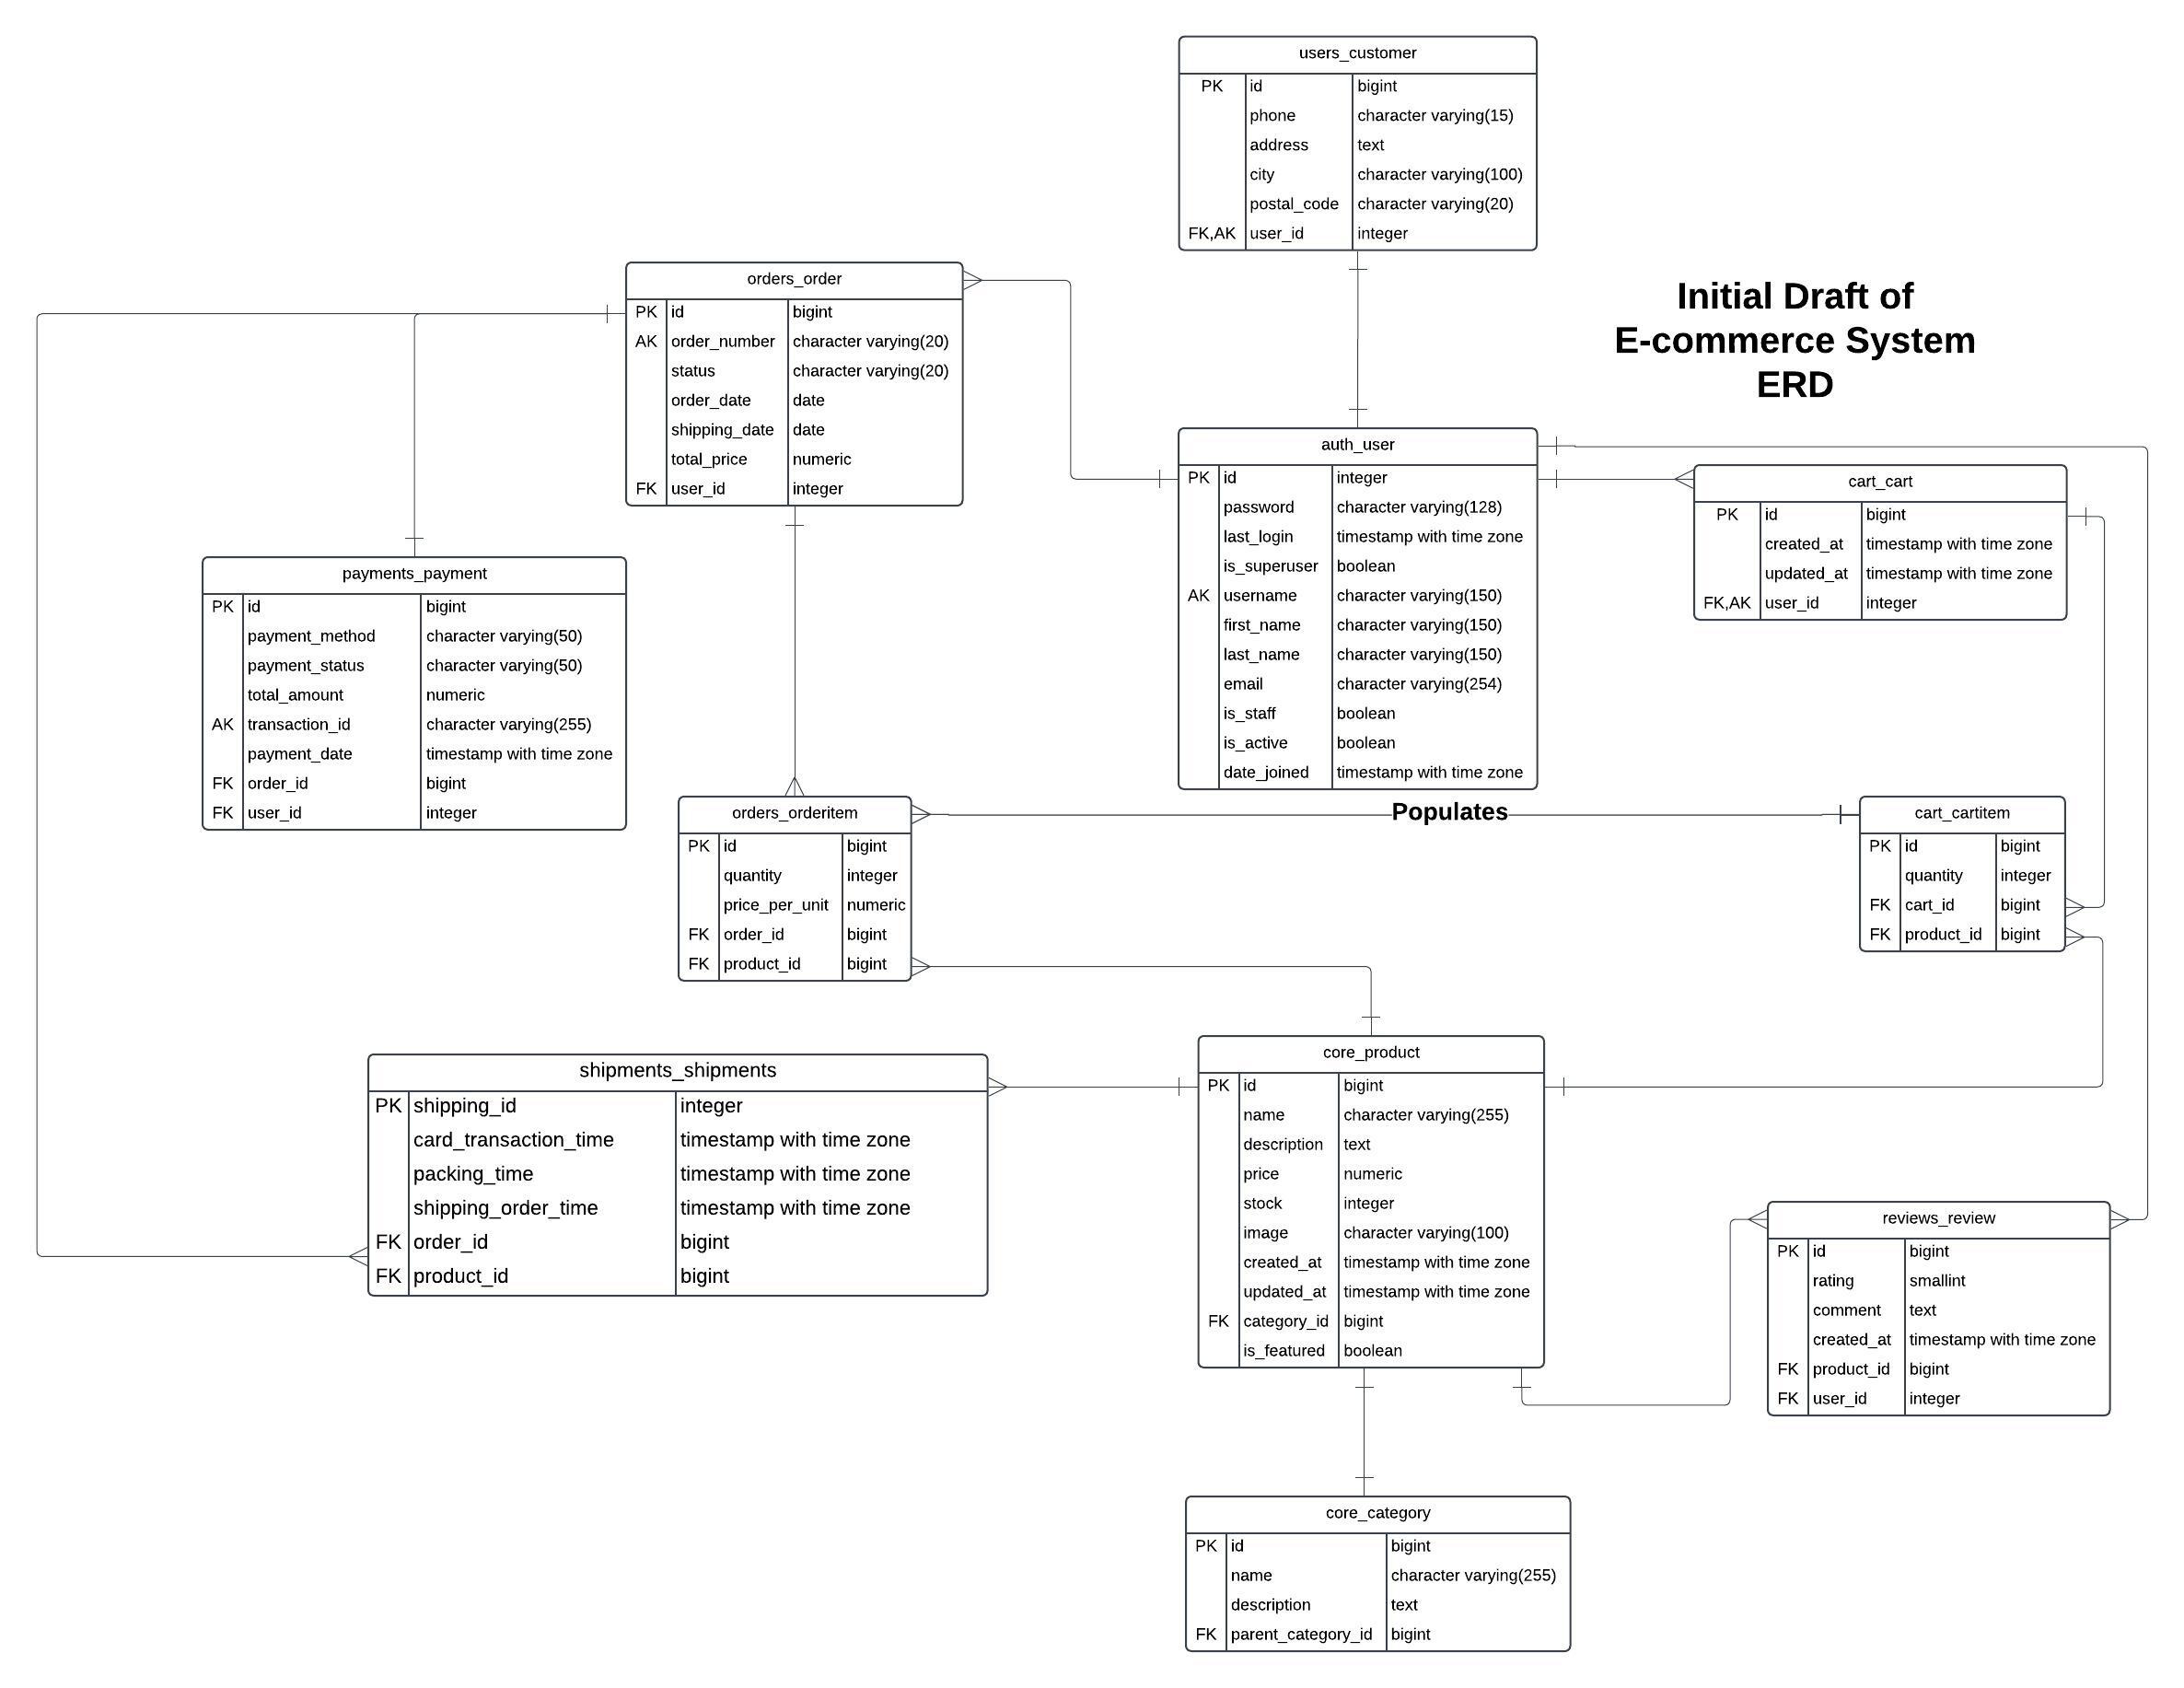 users_customer
PK id bigint
phone character varying(15)
address text
city character varying(100)
postal_code character varying(20)
FK,AK user_id integer
Initial Draft of
E-commerce System
ERD
orders_order
PK id bigint
AK order_number character varying(20)
status character varying(20)
order_date date
shipping_date date
total_price numeric
FK user_id integer
auth_user
PK id integer
password character varying(128)
last_login timestamp with time zone
is_superuser boolean
AK username character varying(150)
first_name character varying(150)
last_name character varying(150)
email character varying(254)
is_staff boolean
is_active boolean
date_joined timestamp with time zone
cart_cart
PK id bigint
created_at timestamp with time zone
updated_at timestamp with time zone
FK,AK user_id integer
payments_payment
PK id bigint
payment_method character varying(50)
payment_status character varying(50)
total_amount numeric
AK transaction_id character varying(255)
payment_date timestamp with time zone
FK order_id bigint
FK user_id integer
orders_orderitem
PK id bigint
quantity integer
price_per_unit numeric
FK order_id bigint
FK product_id bigint
Populates
cart_cartitem
PK id bigint
quantity integer
FK cart_id bigint
FK product_id bigint
shipments_shipments
PK shipping_id integer
card_transaction_time timestamp with time zone
packing_time timestamp with time zone
shipping_order_time timestamp with time zone
FK order_id bigint
FK product_id bigint
core_product
PK id bigint
name character varying(255)
description text
price numeric
stock integer
image character varying(100)
created_at timestamp with time zone
updated_at timestamp with time zone
FK category_id bigint
is_featured boolean
reviews_review
PK id bigint
rating smallint
comment text
created_at timestamp with time zone
FK product_id bigint
FK user_id integer
core_category
PK id bigint
name character varying(255)
description text
FK parent_category_id bigint